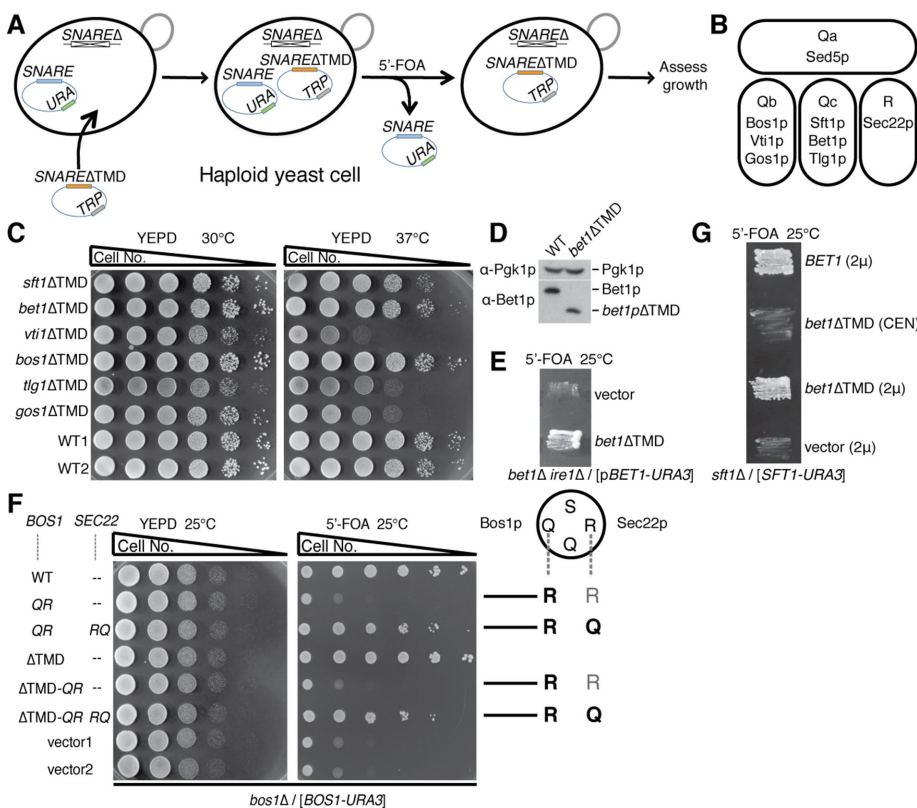 A
SNAREΔ
SNARE
URA
SNAREΔTMD
TRP
SNAREΔ
SNAREΔTMD
SNARE
URA
TRP
5'-FOA
SNARE
URA
SNAREΔ
SNAREΔTMD
TRP
Assess
growth
Haploid yeast cell
B
Qa
Sed5p
Qb
Bos1p
Vti1p
Gos1p
Qc
Sft1p
Bet1p
Tlg1p
R
Sec22p
C
YEPD 30°C
Cell No.
YEPD 37°C
Cell No.
sft1ΔTMD
bet1ΔTMD
vti1ΔTMD
bos1ΔTMD
tlg1ΔTMD
gos1ΔTMD
WT1
WT2
D
WT
bet1ΔTMD
α-Pgk1p
Pgk1p
α-Bet1p
Bet1p
bet1pΔTMD
E
5'-FOA 25°C
vector
bet1ΔTMD
bet1Δ ire1Δ / [pBET1-URA3]
G
5'-FOA 25°C
BET1 (2μ)
bet1ΔTMD (CEN)
bet1ΔTMD (2μ)
vector (2μ)
sft1Δ / [SFT1-URA3]
F
BOS1 SEC22
YEPD 25°C
Cell No.
5'-FOA 25°C
Cell No.
WT --
QR --
QR RQ
ΔTMD --
ΔTMD-QR --
ΔTMD-QR RQ
vector1
vector2
bos1Δ / [BOS1-URA3]
Bos1p
S
Q R
Q
Sec22p
R R
R Q
R R
R Q